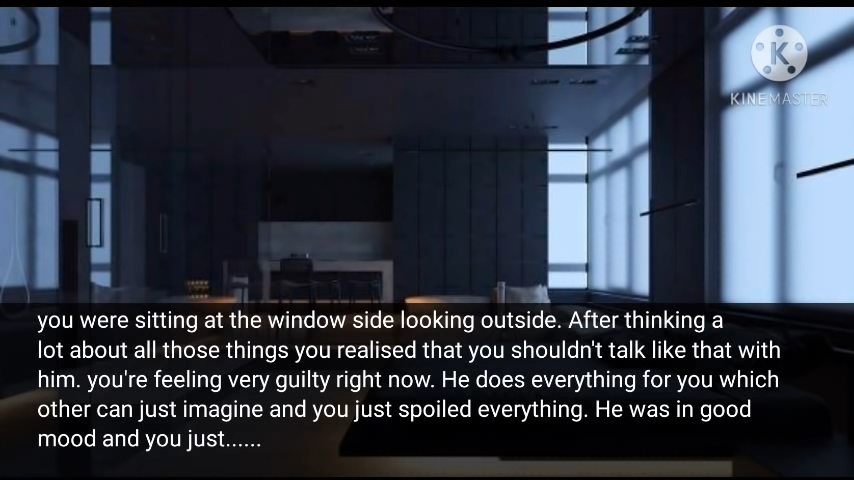 KINEMASTER
you were sitting at the window side looking outside. After thinking a
lot about all those things you realised that you shouldn't talk like that with
him. you're feeling very guilty right now. He does everything for you which
other can just imagine and you just spoiled everything. He was in good
mood and you just......